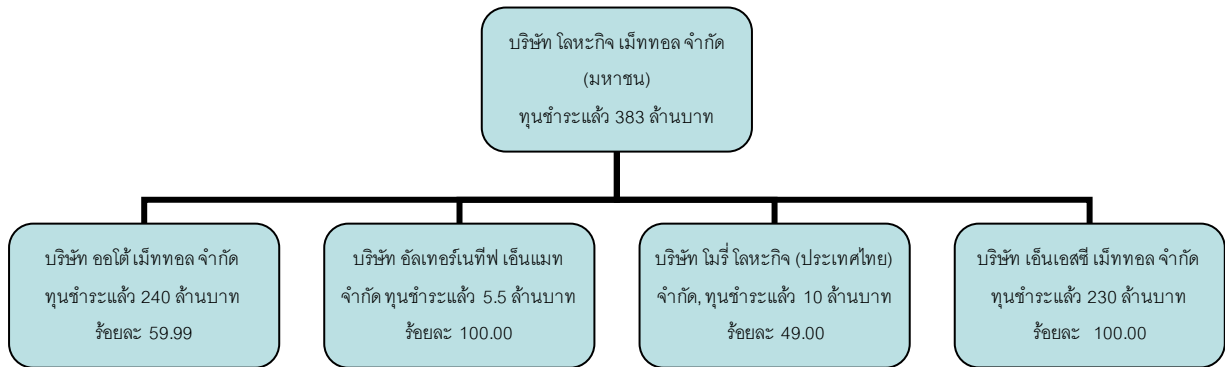 บริษัท โลหะกิจ เม็ททอล จำกัด
(มหาชน)
ทุนชำระแล้ว 383 ล้านบาท
บริษัท ออโต้ เม็ททอล จำกัด
ทุนชำระแล้ว 240 ล้านบาท
ร้อยละ 59.99
บริษัท อัลเทอร์เนทีฟ เอ็นแมท
จำกัด ทุนชำระแล้ว 5.5 ล้านบาท
ร้อยละ 100.00
บริษัท โมรี่ โลหะกิจ (ประเทศไทย)
จำกัด, ทุนชำระแล้ว 10 ล้านบาท
ร้อยละ 49.00
บริษัท เอ็นเอสซี เม็ททอล จำกัด
ทุนชำระแล้ว 230 ล้านบาท
ร้อยละ 100.00